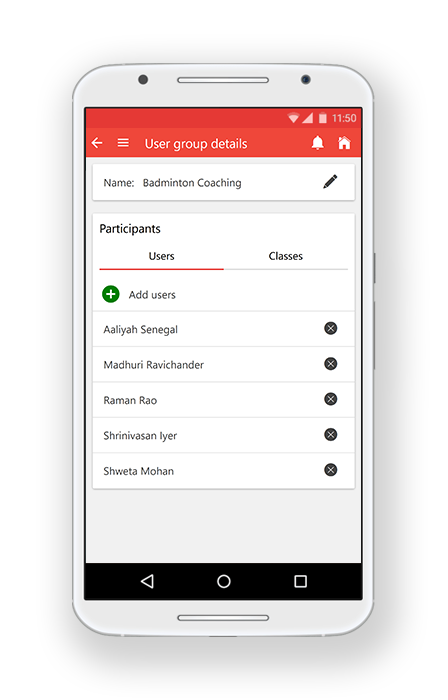 11:50
User group details
Name: Badminton Coaching
Participants
Users Classes
Add users
Aaliyah Senegal
Madhuri Ravichander
Raman Rao
Shrinivasan Iyer
Shweta Mohan